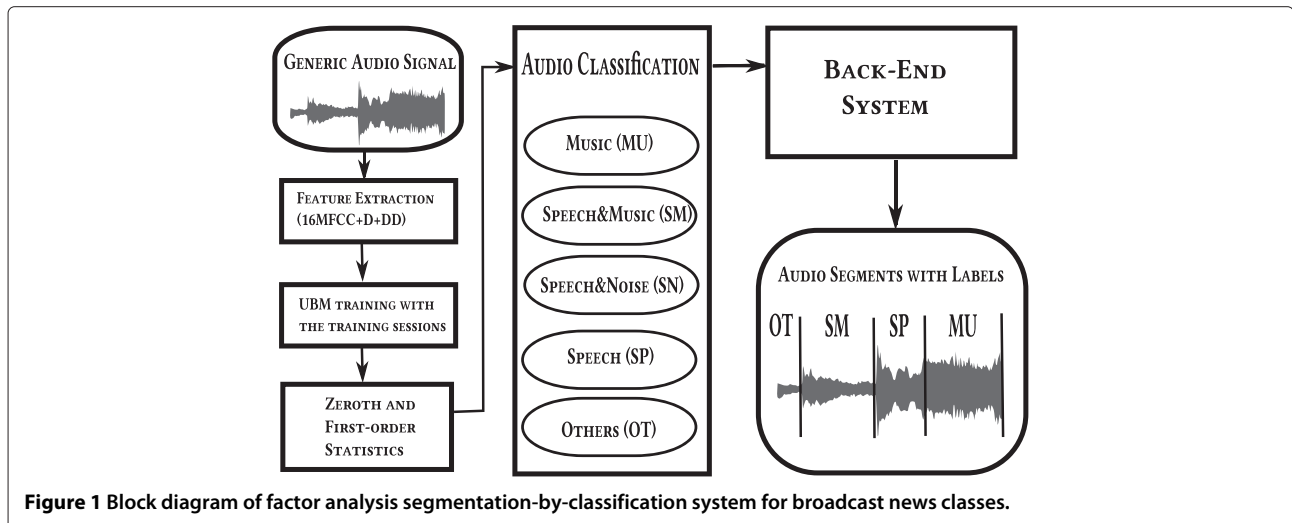 Generic Audio Signal
Feature Extraction
(16MFCC+D+DD)
UBM training with
the training sessions
Zeroth and
First-order
Statistics
Audio Classification
Music (MU)
Speech&Music (SM)
Speech&Noise (SN)
Speech (SP)
Others (OT)
Back-End
System
Audio Segments with Labels
OT SM SP MU
Figure 1 Block diagram of factor analysis segmentation-by-classification system for broadcast news classes.